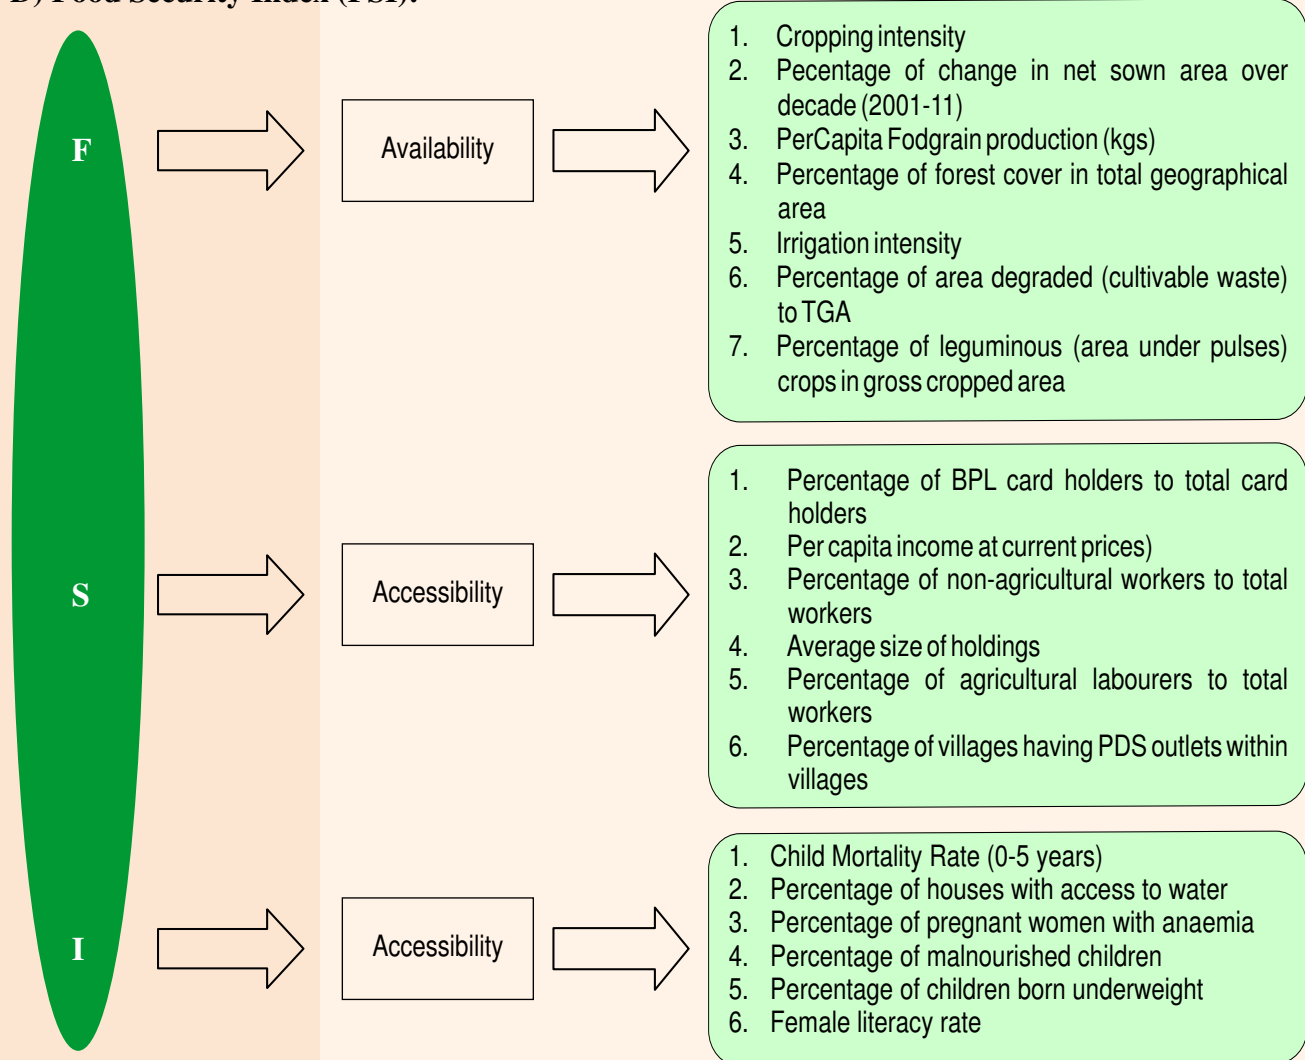 D) Food Security Index (FSI):
F
Availability
1. Cropping intensity
2. Pecentage of change in net sown area over
decade (2001-11)
3. PerCapita Fodgrain production (kgs)
4. Percentage of forest cover in total geographical
area
5. Irrigation intensity
6. Percentage of area degraded (cultivable waste)
to TGA
7. Percentage of leguminous (area under pulses)
crops in gross cropped area
S
Accessibility
1. Percentage of BPL card holders to total card
holders
2. Per capita income at current prices)
3. Percentage of non-agricultural workers to total
workers
4. Average size of holdings
5. Percentage of agricultural labourers to total
workers
6. Percentage of villages having PDS outlets within
villages
I
Accessibility
1. Child Mortality Rate (0-5 years)
2. Percentage of houses with access to water
3. Percentage of pregnant women with anaemia
4. Percentage of malnourished children
5. Percentage of children born underweight
6. Female literacy rate